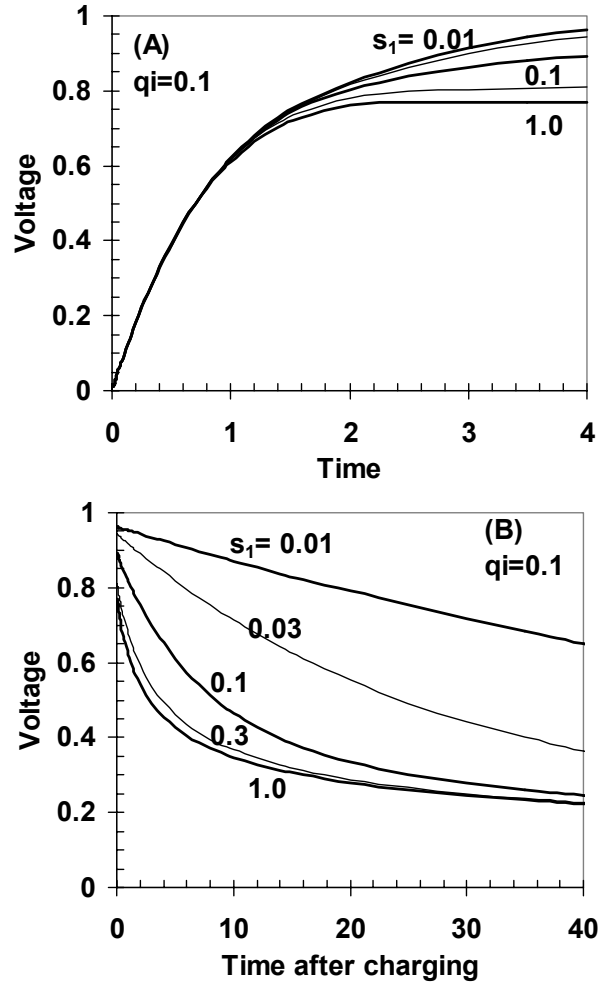 (A)
qi=0.1
s1 = 0.01
0.1
1.0
Voltage
1
0.8
0.6
0.4
0.2
0
0 1 2 3 4
Time
(B)
qi=0.1
s1= 0.01
0.03
0.1
0.3
1.0
Voltage
1
0.8
0.6
0.4
0.2
0
0 10 20 30 40
Time after charging